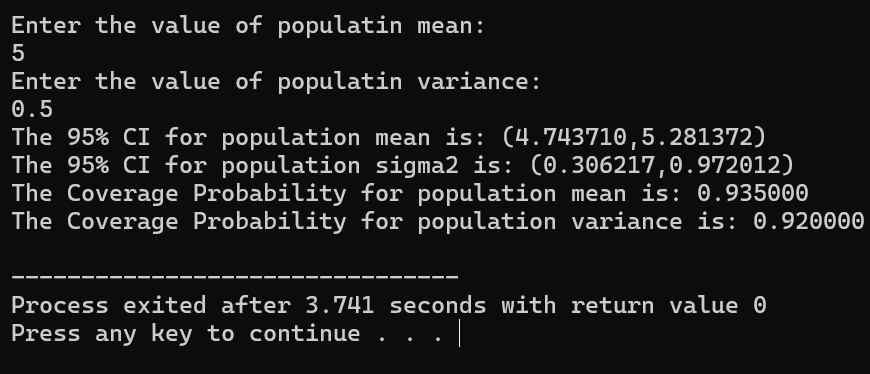 Enter the value of populatin mean:
5
Enter the value of populatin variance:
0.5
The 95% CI for population mean is: (4.743710,5.281372)
The 95% CI for population sigma2 is: (0.306217,0.972012)
The Coverage Probability for population mean is: 0.935000
The Coverage Probability for population variance is: 0.920000
--------------------------------
Process exited after 3.741 seconds with return value 0
Press any key to continue . . .